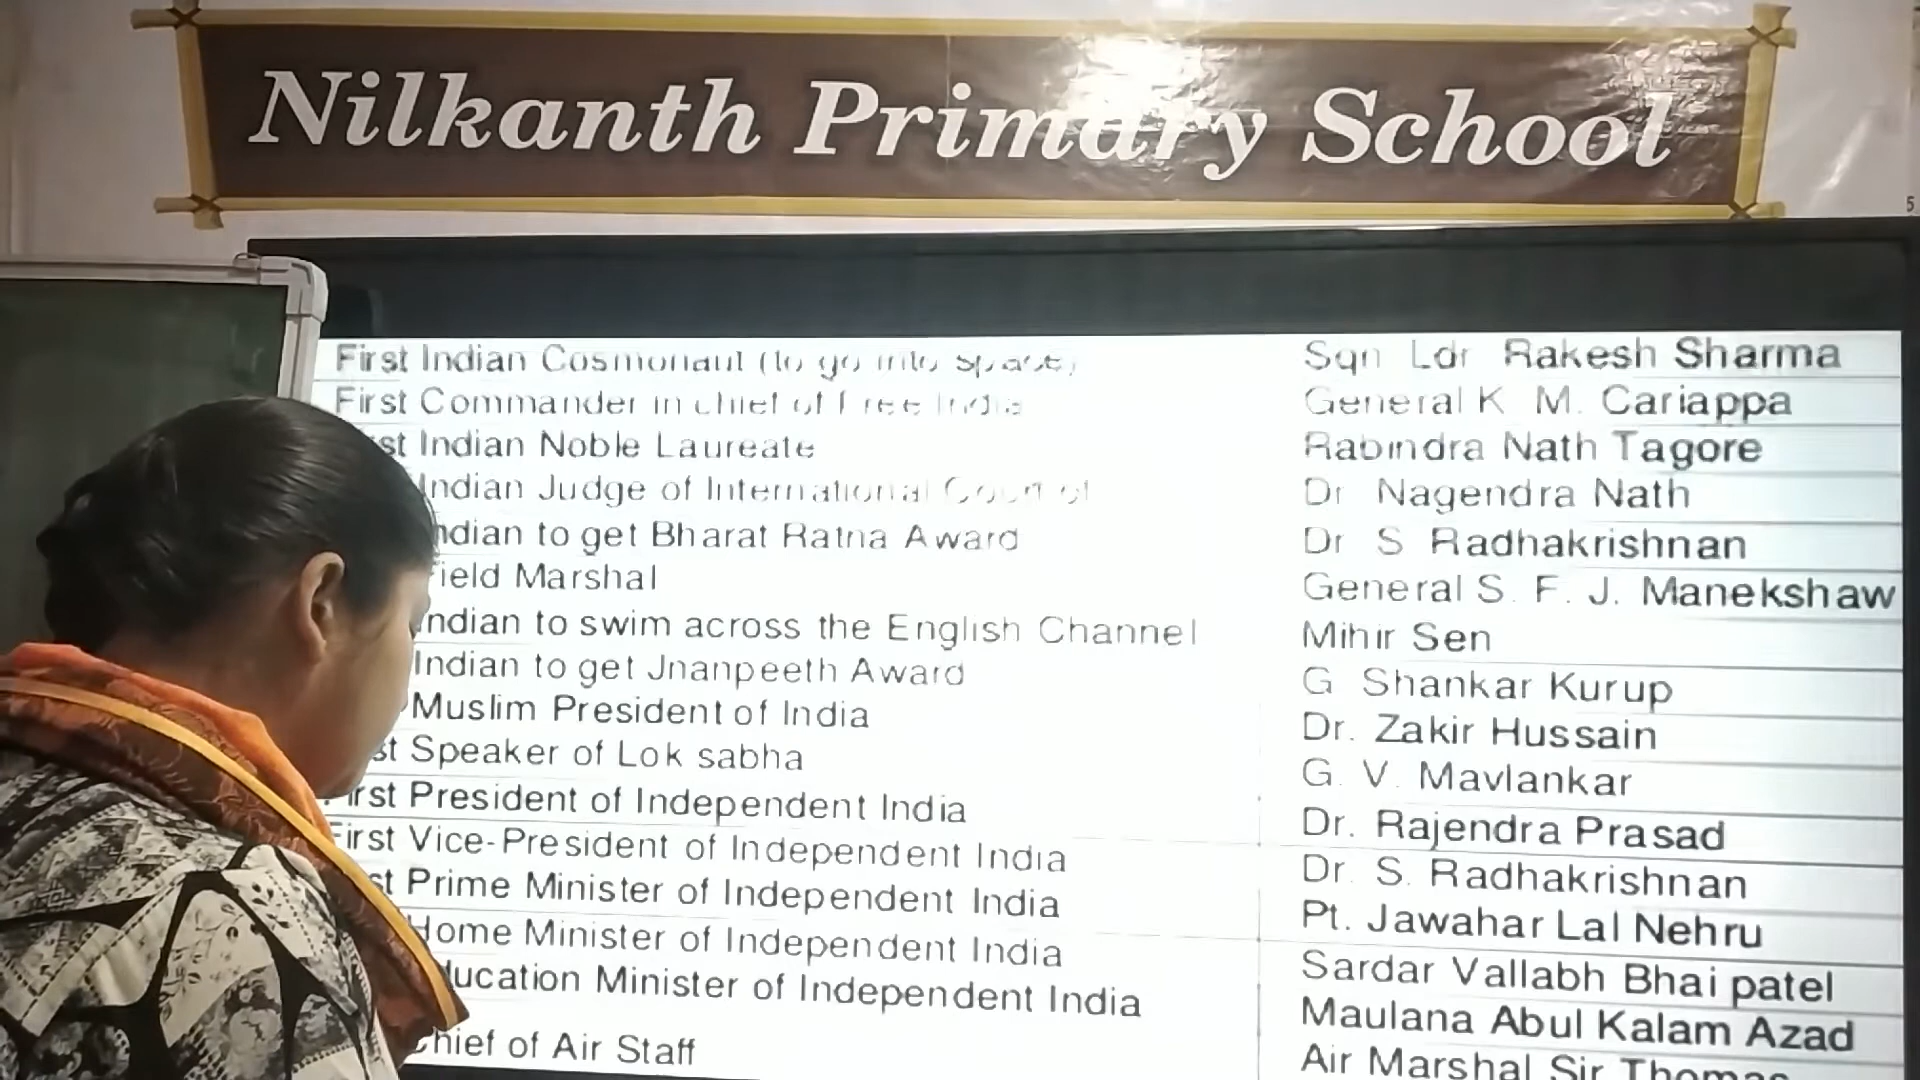 Nilkanth Primary School
5
First Indian Cosmonaut (to go into space) Sqn Ldr Rakesh Sharma
First Commander in chief of Free India General K M. Cariappa
Indian Noble Laureate Rabindra Nath Tagore
Indian Judge of International Court of Dr Nagendra Nath
Indian to get Bharat Ratna Award Dr S Radhakrishnan
Field Marshal General S. F. J. Manekshaw
Indian to swim across the English Channel Mihir Sen
Indian to get Jnanpeeth Award G Shankar Kurup
Muslim President of India Dr. Zakir Hussain
Speaker of Lok sabha G. V. Mavlankar
First President of Independent India Dr. Rajendra Prasad
First Vice-President of Independent India Dr. S. Radhakrishnan
Prime Minister of Independent India Pt. Jawahar Lal Nehru
Home Minister of Independent India Sardar Vallabh Bhai patel
Education Minister of Independent India Maulana Abul Kalam Azad
Chief of Air Staff Air Marshal Sir Thomas